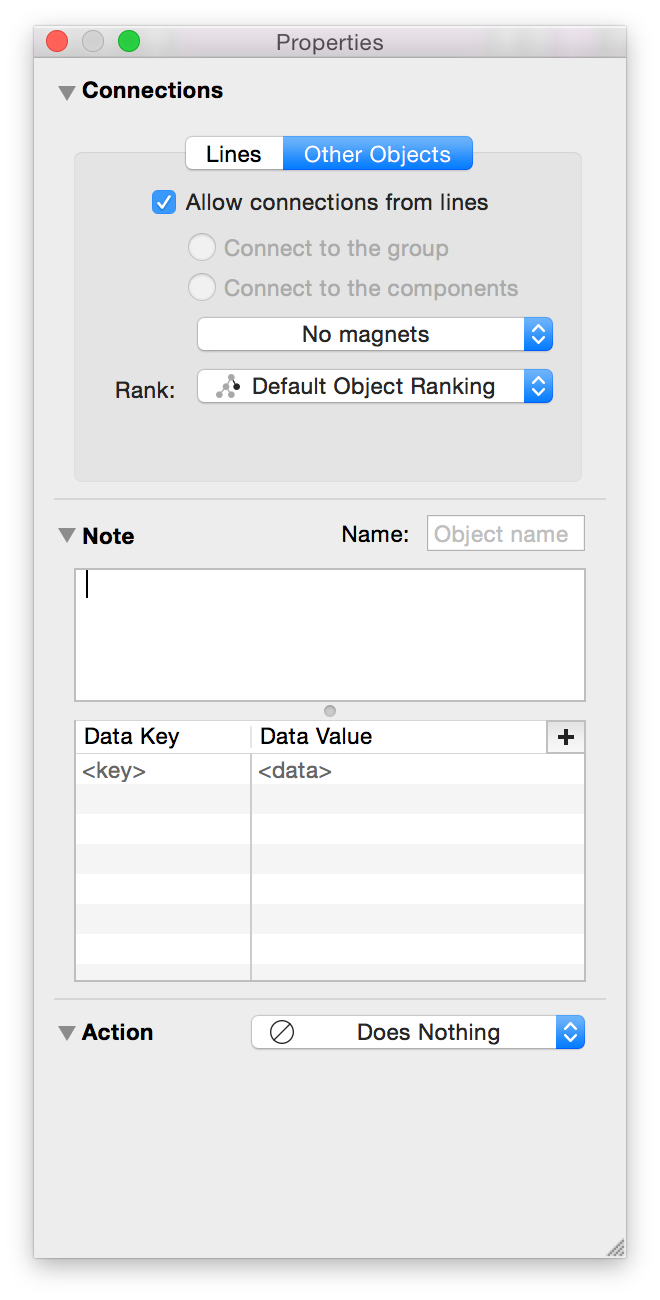 Properties
Connections
Lines Other Objects
Allow connections from lines
Connect to the group
Connect to the components
No magnets
Rank: Default Object Ranking
Note Name: Object name
Data Key Data Value +
<key> <data>
Action Does Nothing